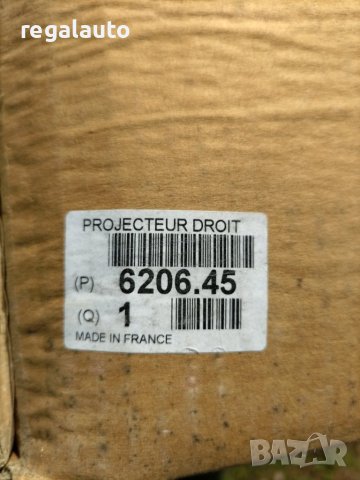 regalauto
PROJECTEUR DROIT
(P) 6206.45
(Q) 1
MADE IN FRANCE
BAZAR